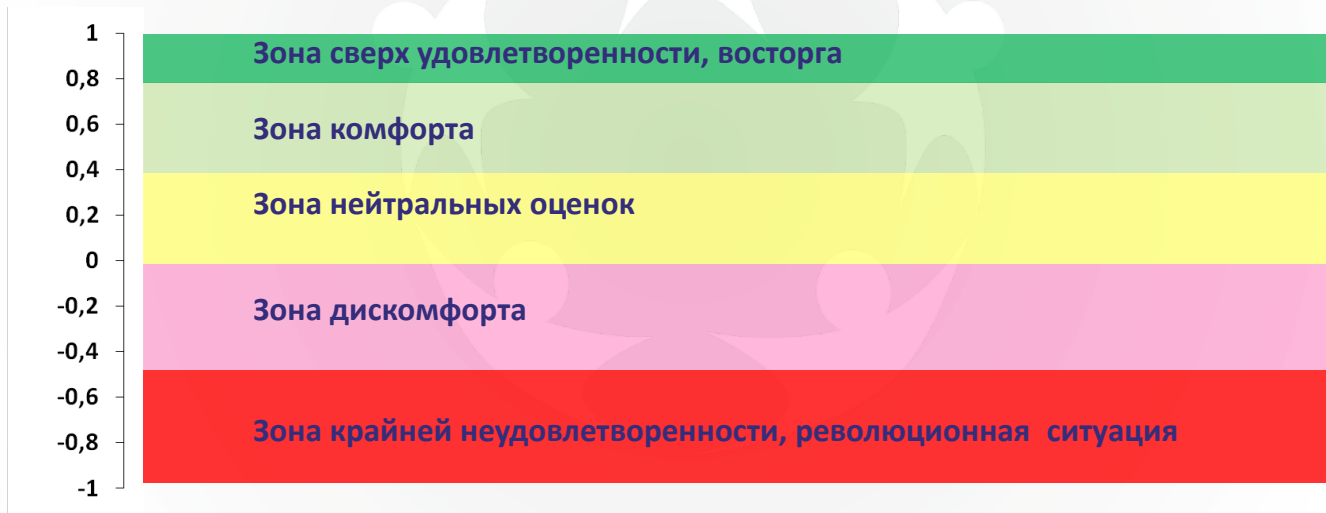 1
Зона сверх удовлетворенности, восторга
0,8
0,6
Зона комфорта
0,4
0,2
Зона нейтральных оценок
0
-0,2
Зона дискомфорта
-0,4
-0,6
-0,8
Зона крайней неудовлетворенности, революционная ситуация
-1